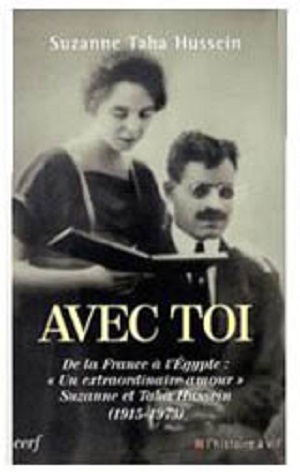 Suzanne Taha Hussein
AVEC TOI
De la France à l'Égypte :
« Un extraordinaire amour »
Suzanne et Taha Hussein
(1915-1973)
cerf
l'histoire à vif